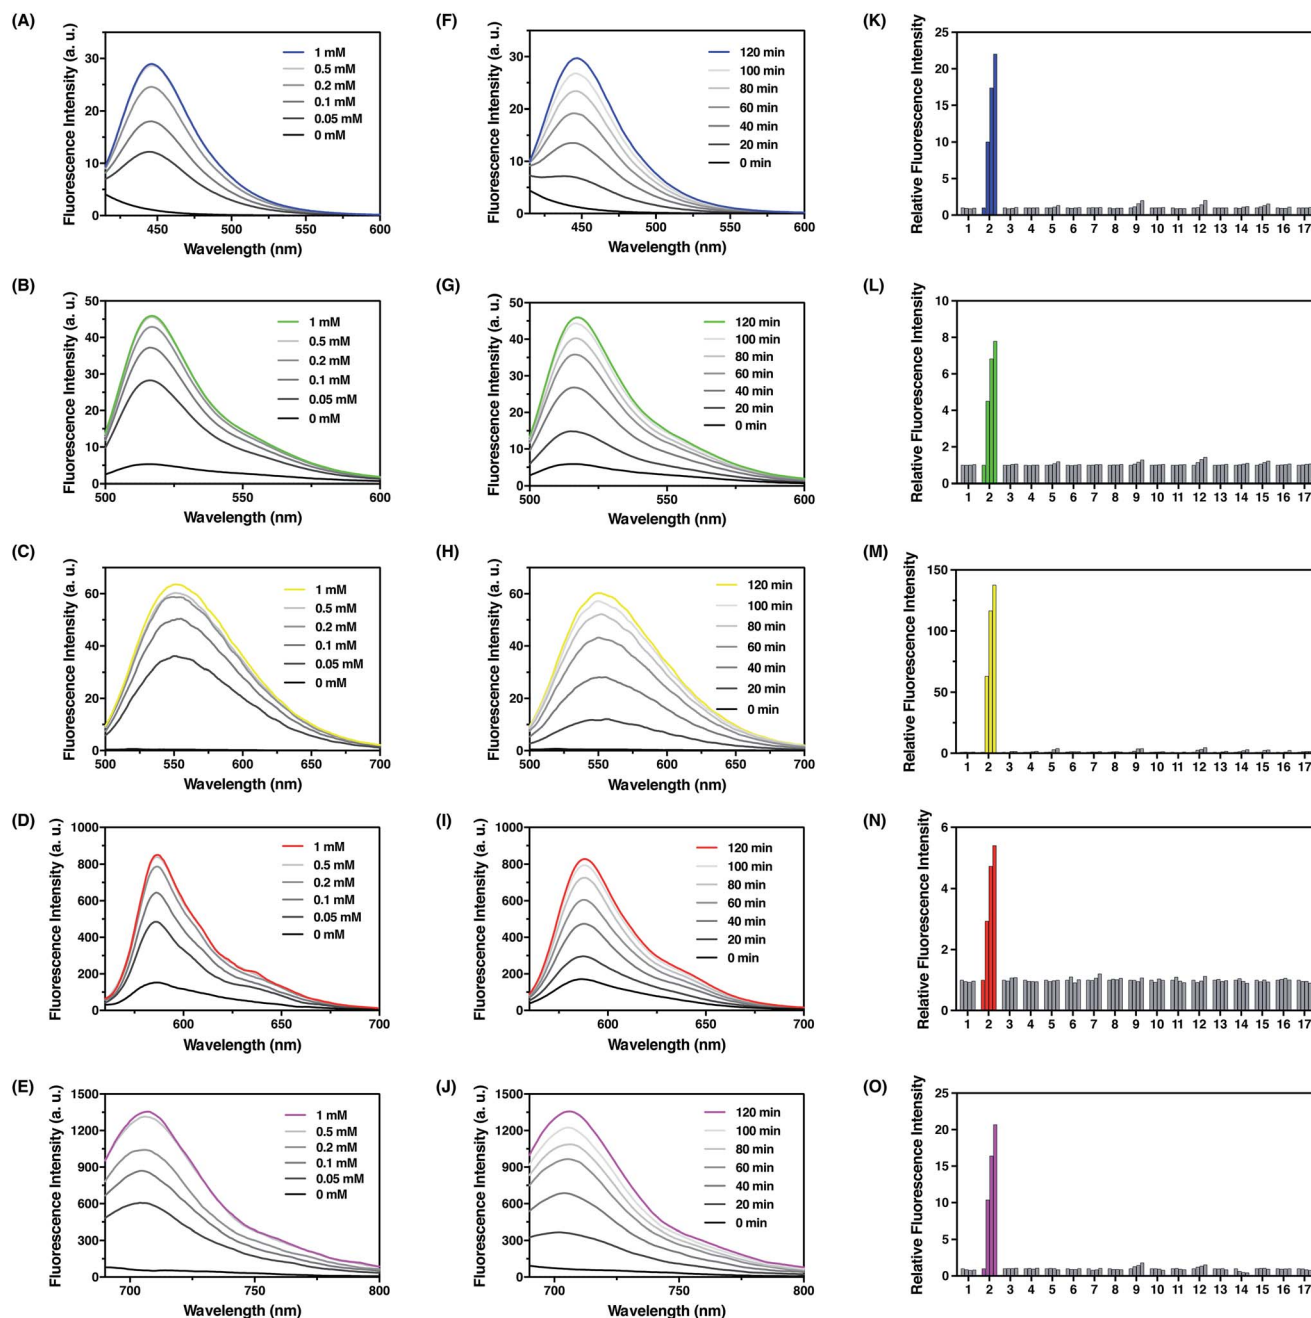 (A)
Fluorescence Intensity (a. u.)
30
20
10
0
1 mM
0.5 mM
0.2 mM
0.1 mM
0.05 mM
0 mM
450 500 550 600
Wavelength (nm)
(F)
Fluorescence Intensity (a. u.)
30
20
10
0
120 min
100 min
80 min
60 min
40 min
20 min
0 min
450 500 550 600
Wavelength (nm)
(K)
Relative Fluorescence Intensity
25
20
15
10
5
0
1 2 3 4 5 6 7 8 9 10 11 12 13 14 15 16 17
(B)
Fluorescence Intensity (a. u.)
50
40
30
20
10
0
1 mM
0.5 mM
0.2 mM
0.1 mM
0.05 mM
0 mM
500 550 600
Wavelength (nm)
(G)
Fluorescence Intensity (a. u.)
50
40
30
20
10
0
120 min
100 min
80 min
60 min
40 min
20 min
0 min
500 550 600
Wavelength (nm)
(L)
Relative Fluorescence Intensity
10
8
6
4
2
0
1 2 3 4 5 6 7 8 9 10 11 12 13 14 15 16 17
(C)
Fluorescence Intensity (a. u.)
60
40
20
0
1 mM
0.5 mM
0.2 mM
0.1 mM
0.05 mM
0 mM
500 550 600 650 700
Wavelength (nm)
(H)
Fluorescence Intensity (a. u.)
60
40
20
0
120 min
100 min
80 min
60 min
40 min
20 min
0 min
500 550 600 650 700
Wavelength (nm)
(M)
Relative Fluorescence Intensity
150
100
50
0
1 2 3 4 5 6 7 8 9 10 11 12 13 14 15 16 17
(D)
Fluorescence Intensity (a. u.)
1000
800
600
400
200
0
1 mM
0.5 mM
0.2 mM
0.1 mM
0.05 mM
0 mM
600 650 700
Wavelength (nm)
(I)
Fluorescence Intensity (a. u.)
1000
800
600
400
200
0
120 min
100 min
80 min
60 min
40 min
20 min
0 min
600 650 700
Wavelength (nm)
(N)
Relative Fluorescence Intensity
6
4
2
0
1 2 3 4 5 6 7 8 9 10 11 12 13 14 15 16 17
(E)
Fluorescence Intensity (a. u.)
1500
1200
900
600
300
0
1 mM
0.5 mM
0.2 mM
0.1 mM
0.05 mM
0 mM
700 750 800
Wavelength (nm)
(J)
Fluorescence Intensity (a. u.)
1500
1200
900
600
300
0
120 min
100 min
80 min
60 min
40 min
20 min
0 min
700 750 800
Wavelength (nm)
(O)
Relative Fluorescence Intensity
25
20
15
10
5
0
1 2 3 4 5 6 7 8 9 10 11 12 13 14 15 16 17